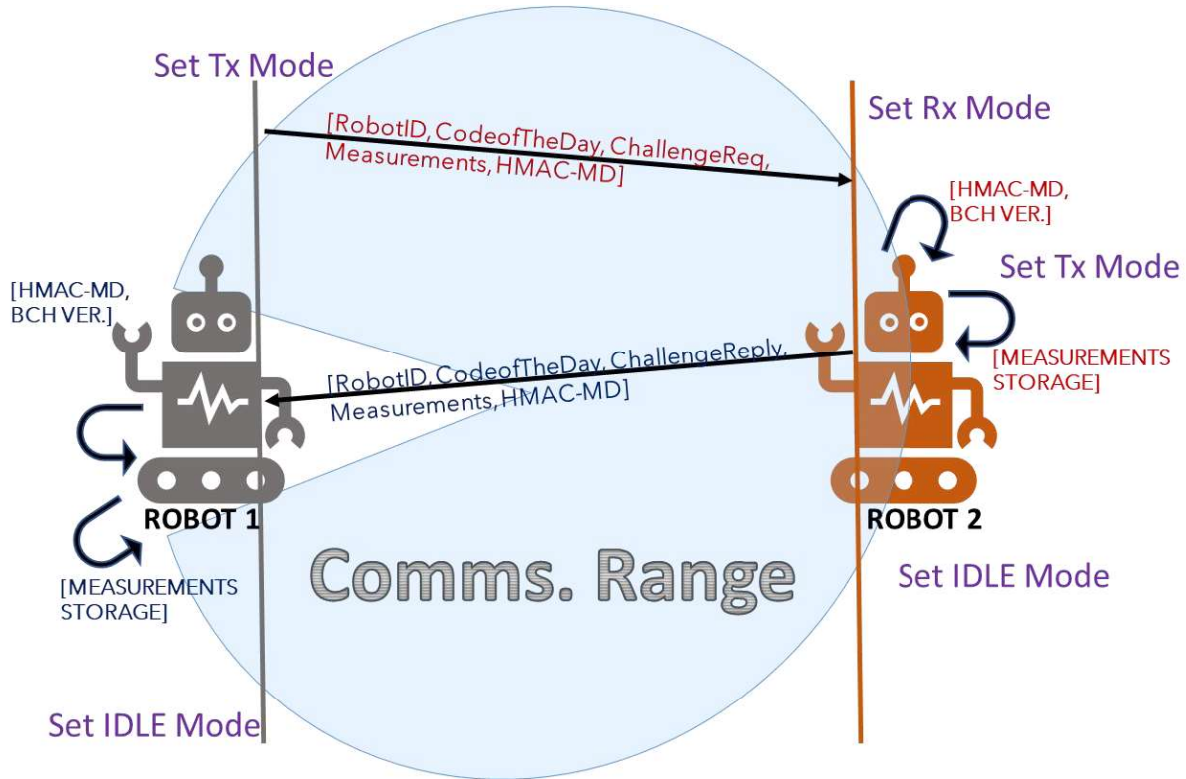 Set Tx Mode
Set Rx Mode
[RobotID, CodeofTheDay, ChallengeReq,
Measurements, HMAC-MD]
[HMAC-MD,
BCH VER.]
Set Tx Mode
[HMAC-MD,
BCH VER.]
[RobotID, CodeofTheDay, ChallengeReply,
Measurements, HMAC-MD]
[MEASUREMENTS
STORAGE]
ROBOT 1
ROBOT 2
Comms. Range
[MEASUREMENTS
STORAGE]
Set IDLE Mode
Set IDLE Mode